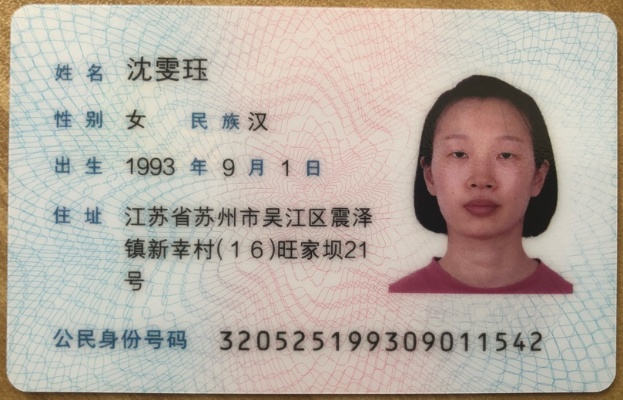 姓名 沈雯珏
性别 女 民族 汉
出生 1993 年 9 月 1 日
住址 江苏省苏州市吴江区震泽
镇新幸村(16)旺家坝21
号
公民身份号码 320525199309011542